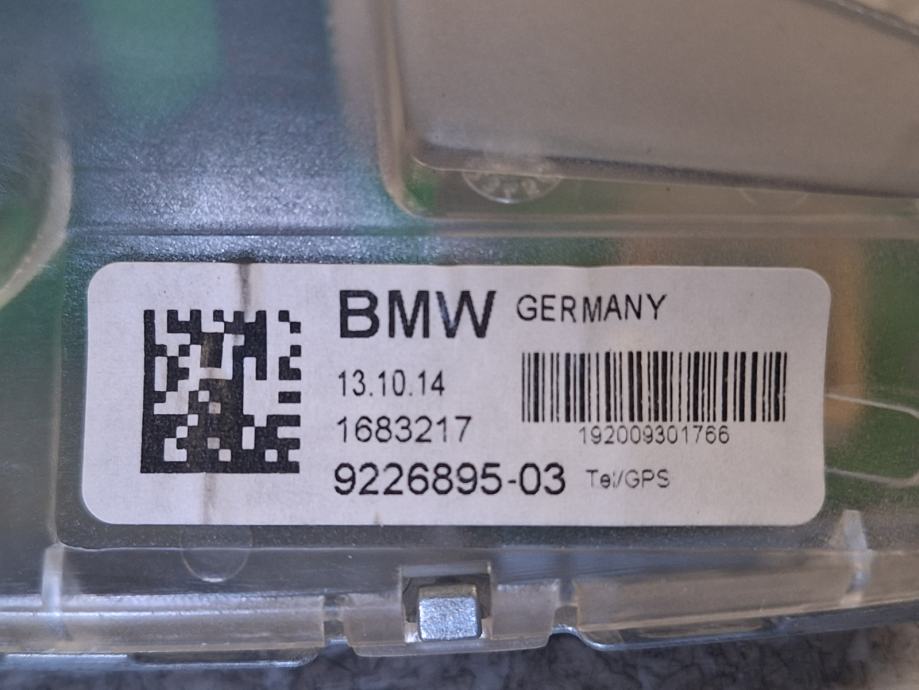 BMW GERMANY
13.10.14
1683217
192009301766
9226895-03 Tel/GPS